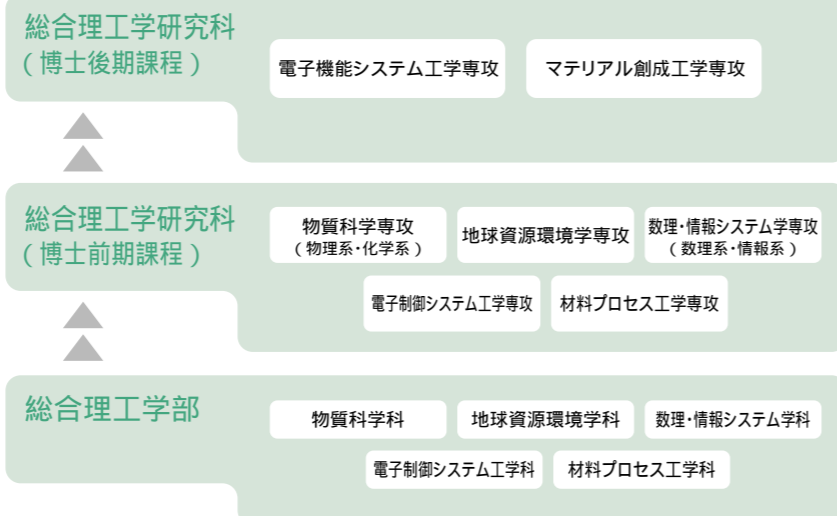 総合理工学研究科
(博士後期課程)
電子機能システム工学専攻
マテリアル創成工学専攻
総合理工学研究科
(博士前期課程)
物質科学専攻
(物理系・化学系)
地球資源環境学専攻
数理・情報システム学専攻
(数理系・情報系)
電子制御システム工学専攻
材料プロセス工学専攻
総合理工学部
物質科学科
地球資源環境学科
数理・情報システム学科
電子制御システム工学科
材料プロセス工学科